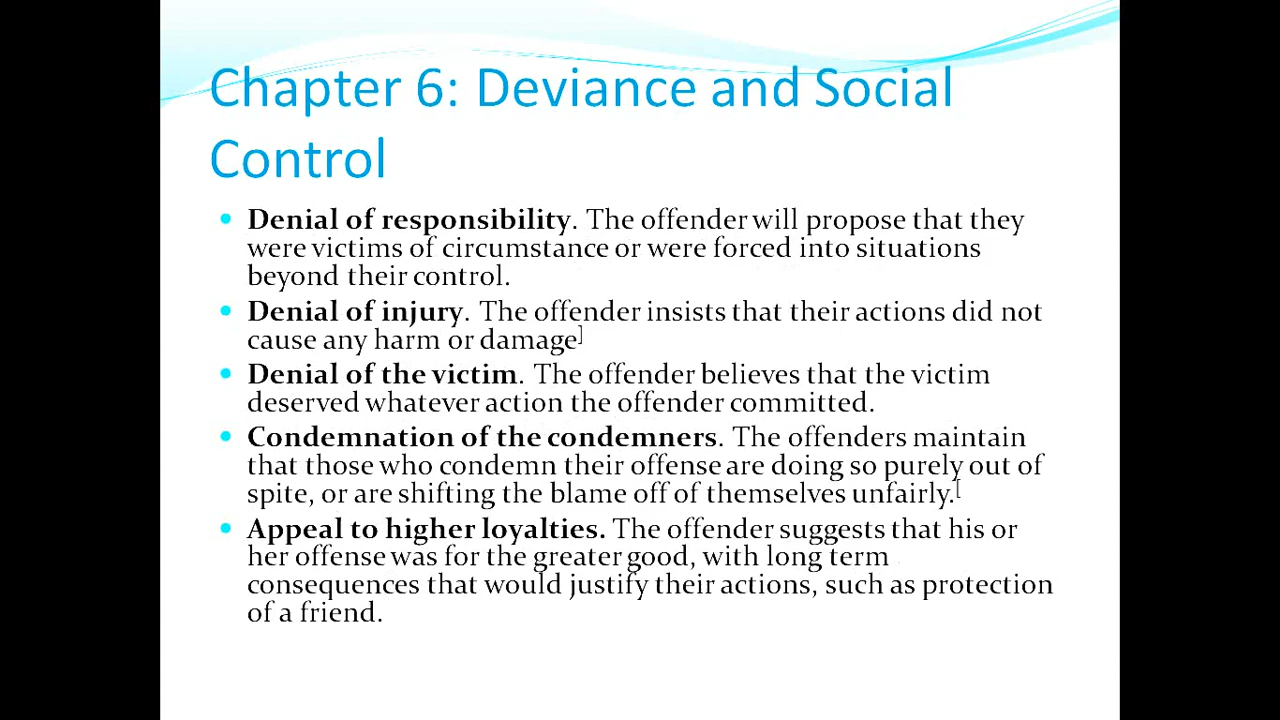 Chapter 6: Deviance and Social
Control
• Denial of responsibility. The offender will propose that they
were victims of circumstance or were forced into situations
beyond their control.
• Denial of injury. The offender insists that their actions did not
cause any harm or damage]
• Denial of the victim. The offender believes that the victim
deserved whatever action the offender committed.
• Condemnation of the condemners. The offenders maintain
that those who condemn their offense are doing so purely out of
spite, or are shifting the blame off of themselves unfairly.[
• Appeal to higher loyalties. The offender suggests that his or
her offense was for the greater good, with long term
consequences that would justify their actions, such as protection
of a friend.